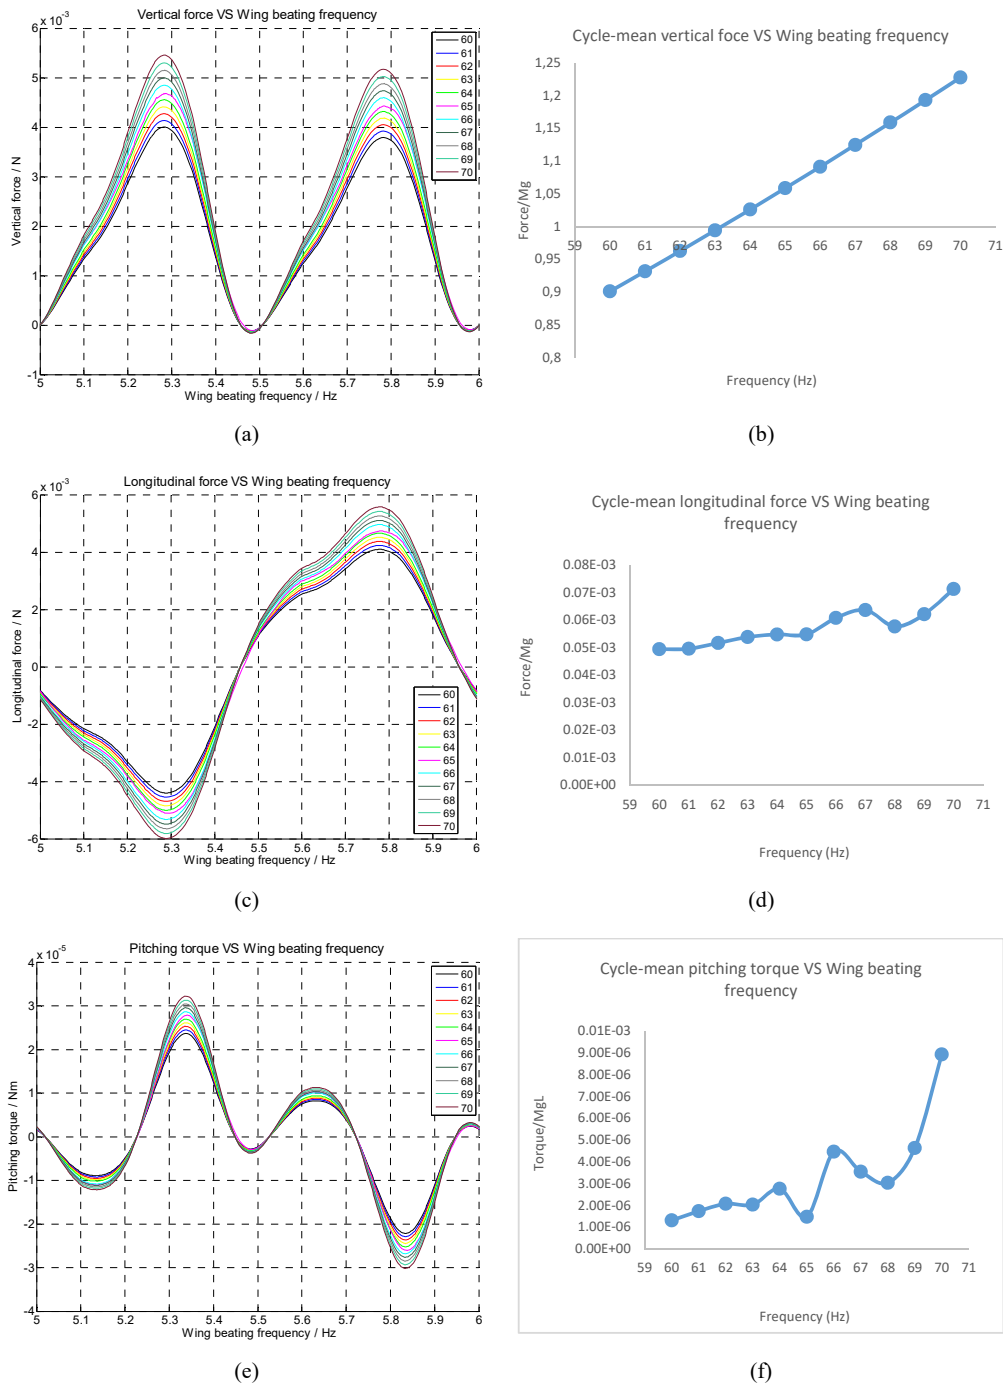 Vertical force VS Wing beating frequency
x 10-3
6
5
4
3
2
1
0
-1
5 5.1 5.2 5.3 5.4 5.5 5.6 5.7 5.8 5.9 6
Wing beating frequency / Hz
Vertical force / N
60
61
62
63
64
65
66
67
68
69
70
(a)
Cycle-mean vertical foce VS Wing beating frequency
1,25
1,2
1,15
1,1
1,05
1
0,95
0,9
0,85
0,8
59 60 61 62 63 64 65 66 67 68 69 70 71
Force/Mg
Frequency (Hz)
(b)
Longitudinal force VS Wing beating frequency
x 10-3
6
4
2
0
-2
-4
-6
5 5.1 5.2 5.3 5.4 5.5 5.6 5.7 5.8 5.9 6
Wing beating frequency / Hz
Longitudinal force / N
60
61
62
63
64
65
66
67
68
69
70
(c)
Cycle-mean longitudinal force VS Wing beating
frequency
0.08E-03
0.07E-03
0.06E-03
0.05E-03
0.04E-03
0.03E-03
0.02E-03
0.01E-03
0.00E+00
59 60 61 62 63 64 65 66 67 68 69 70 71
Force/Mg
Frequency (Hz)
(d)
Pitching torque VS Wing beating frequency
x 10-5
4
3
2
1
0
-1
-2
-3
-4
5 5.1 5.2 5.3 5.4 5.5 5.6 5.7 5.8 5.9 6
Wing beating frequency / Hz
Pitching torque / Nm
60
61
62
63
64
65
66
67
68
69
70
(e)
Cycle-mean pitching torque VS Wing beating
frequency
0.01E-03
9.00E-06
8.00E-06
7.00E-06
6.00E-06
5.00E-06
4.00E-06
3.00E-06
2.00E-06
1.00E-06
0.00E+00
59 60 61 62 63 64 65 66 67 68 69 70 71
Torque/MgL
Frequency (Hz)
(f)